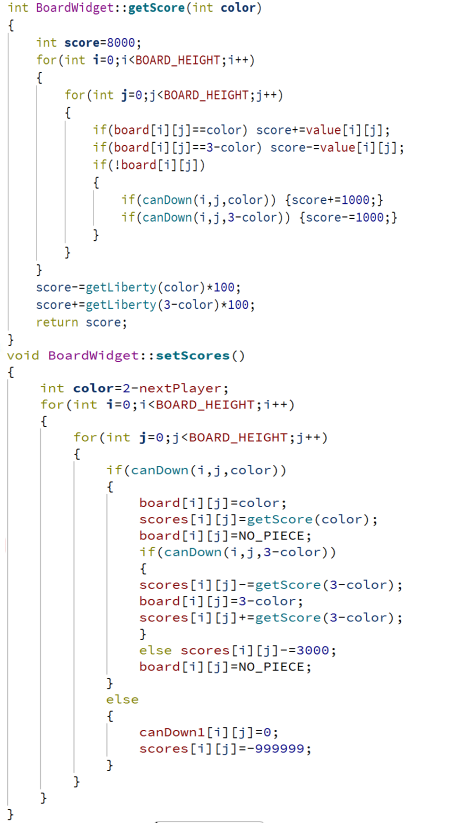 int BoardWidget::getScore(int color)
{
    int score=8000;
    for(int i=0;i<BOARD_HEIGHT;i++)
    {
        for(int j=0;j<BOARD_HEIGHT;j++)
        {
            if(board[i][j]==color) score+=value[i][j];
            if(board[i][j]==3-color) score-=value[i][j];
            if(!board[i][j])
            {
                if(canDown(i,j,color)) {score+=1000;}
                if(canDown(i,j,3-color)) {score-=1000;}
            }
        }
    }
    score-=getLiberty(color)*100;
    score+=getLiberty(3-color)*100;
    return score;
}
void BoardWidget::setScores()
{
    int color=2-nextPlayer;
    for(int i=0;i<BOARD_HEIGHT;i++)
    {
        for(int j=0;j<BOARD_HEIGHT;j++)
        {
            if(canDown(i,j,color))
            {
                board[i][j]=color;
                scores[i][j]=getScore(color);
                board[i][j]=NO_PIECE;
                if(canDown(i,j,3-color))
                {
                scores[i][j]-=getScore(3-color);
                board[i][j]=3-color;
                scores[i][j]+=getScore(3-color);
                }
                else scores[i][j]-=3000;
                board[i][j]=NO_PIECE;
            }
            else
            {
                canDown1[i][j]=0;
                scores[i][j]=-999999;
            }
        }
    }
}